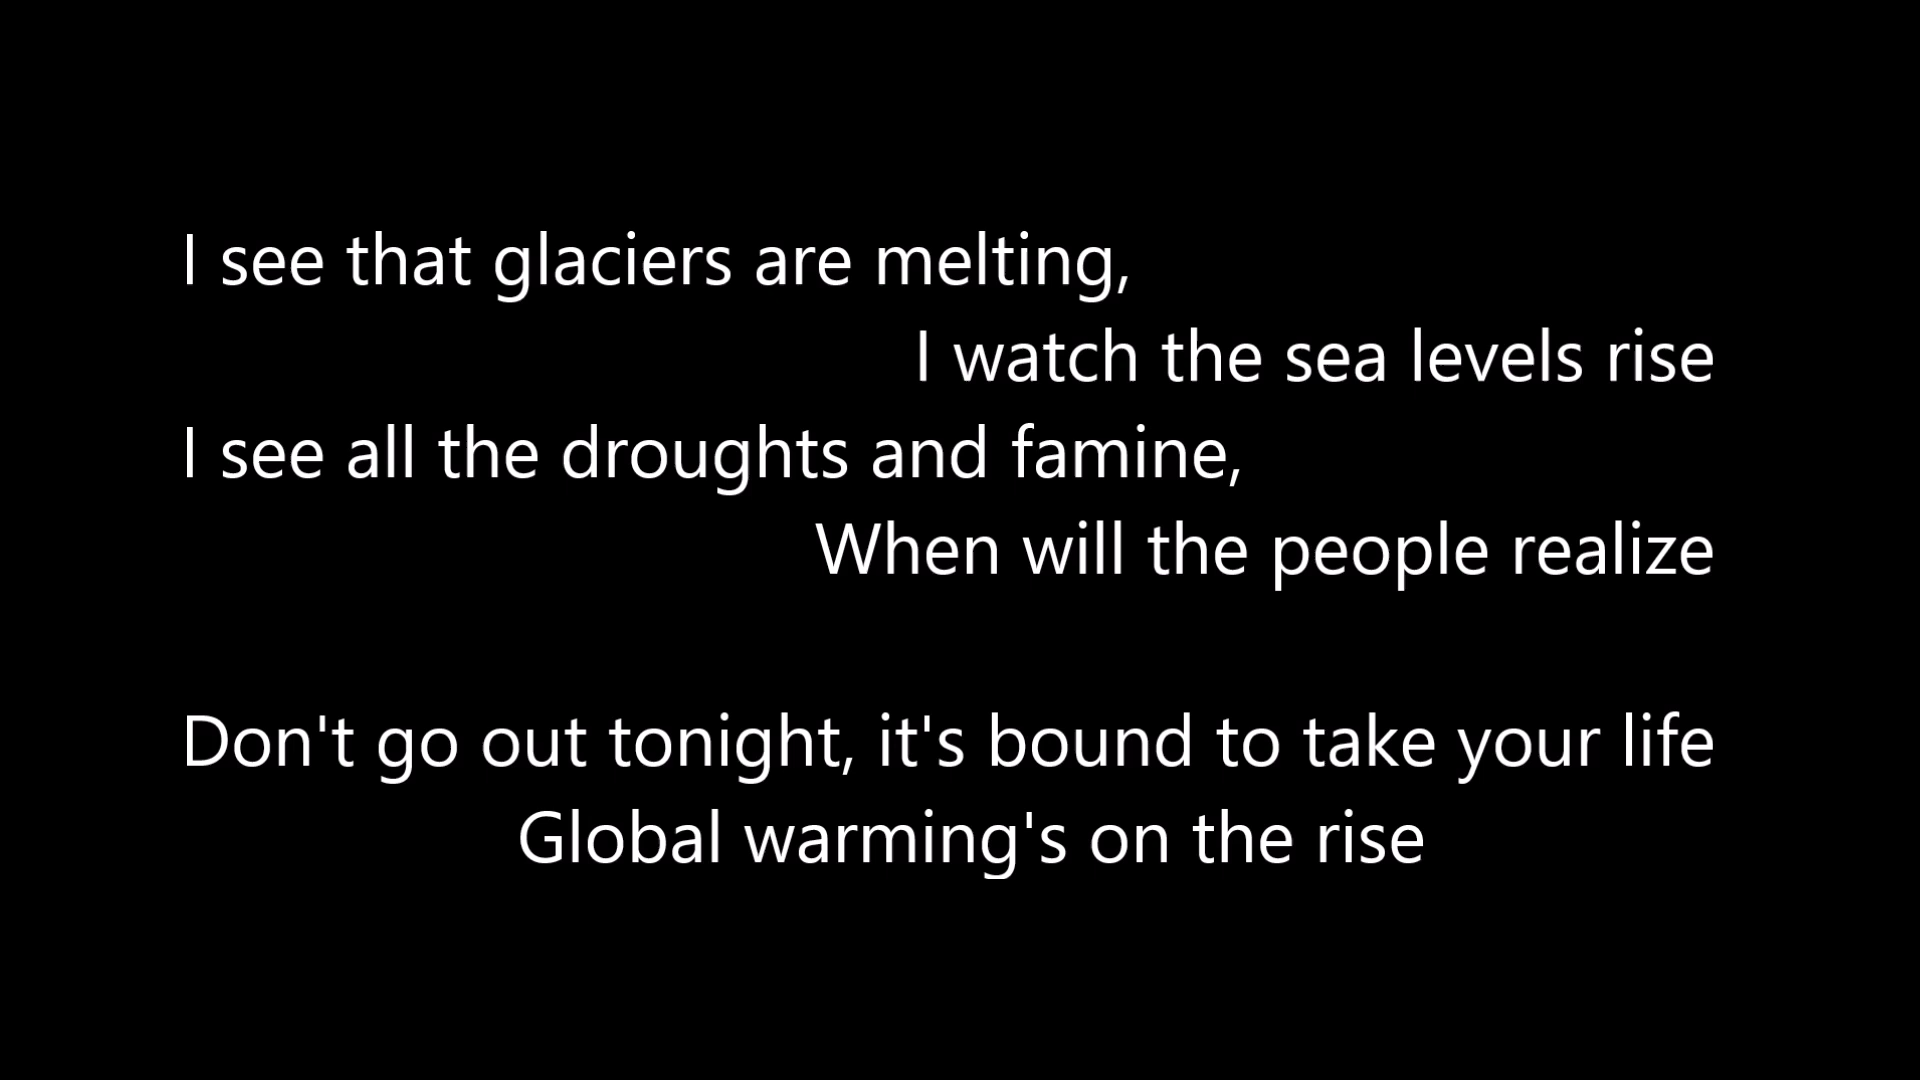 I see that glaciers are melting,
I watch the sea levels rise
I see all the droughts and famine,
When will the people realize
Don't go out tonight, it's bound to take your life
Global warming's on the rise